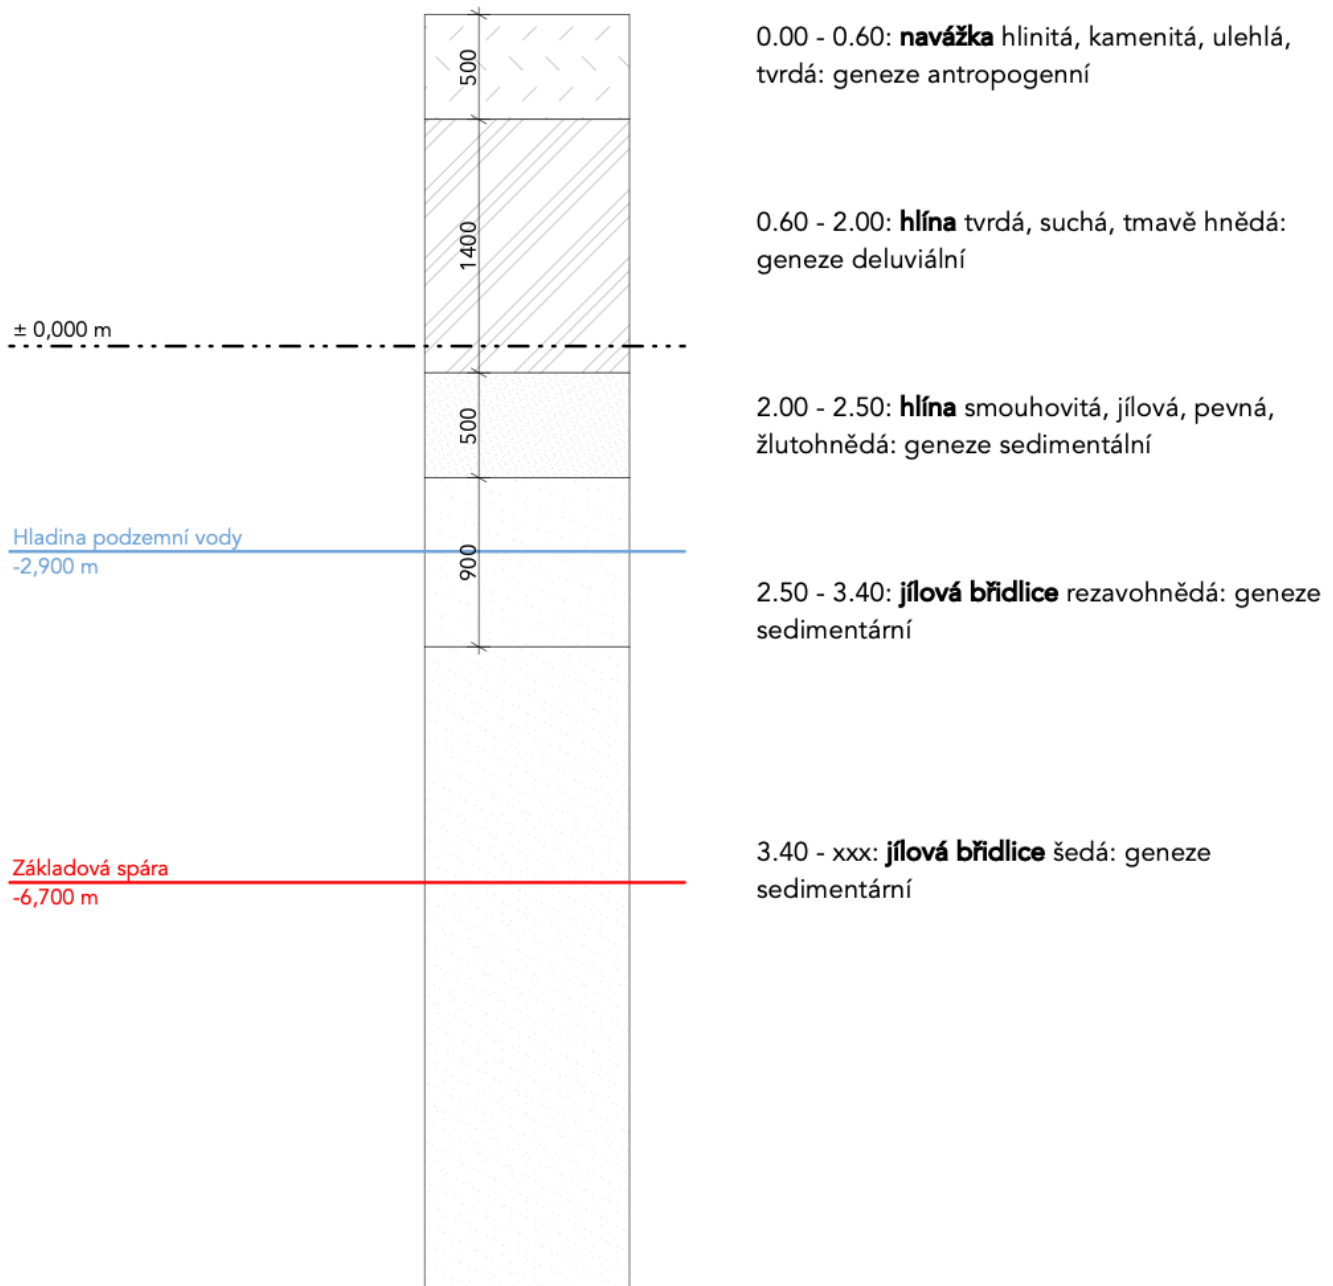 0.00 - 0.60: navážka hlinitá, kamenitá, ulehlá,
tvrdá: geneze antropogenní
500
0.60 - 2.00: hlína tvrdá, suchá, tmavě hnědá:
geneze deluviální
1400
± 0,000 m
2.00 - 2.50: hlína smouhovitá, jílová, pevná,
žlutohnědá: geneze sedimentální
500
Hladina podzemní vody
-2,900 m
900
2.50 - 3.40: jílová břidlice rezavohnědá: geneze
sedimentární
3.40 - xxx: jílová břidlice šedá: geneze
sedimentární
Základová spára
-6,700 m